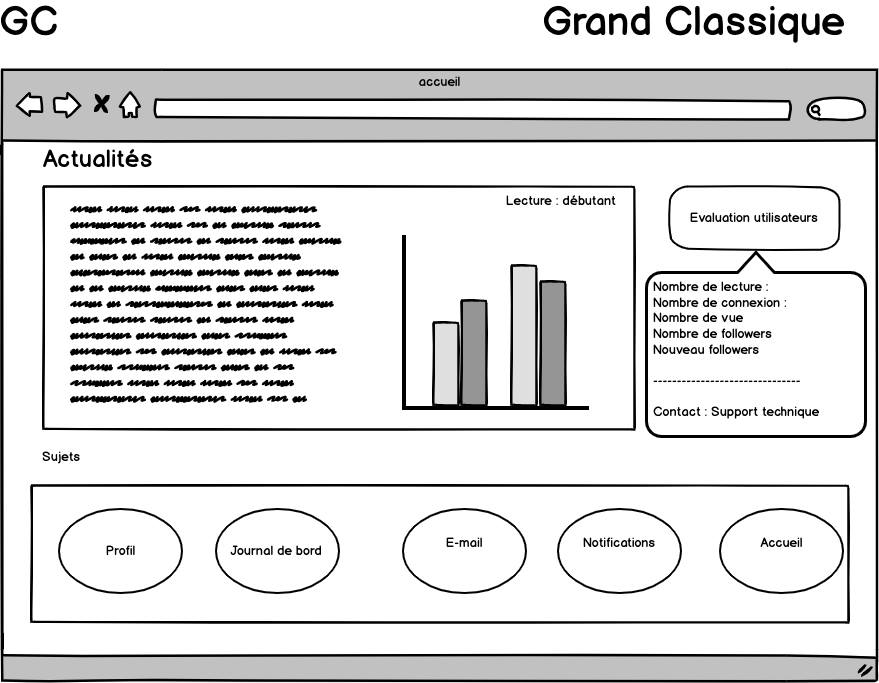 GC
Grand Classique
accueil
Actualités
Lecture : débutant
Evaluation utilisateurs
Nombre de lecture :
Nombre de connexion :
Nombre de vue
Nombre de followers
Nouveau followers
-------------------------------
Contact : Support technique
Sujets
Profil
Journal de bord
E-mail
Notifications
Accueil